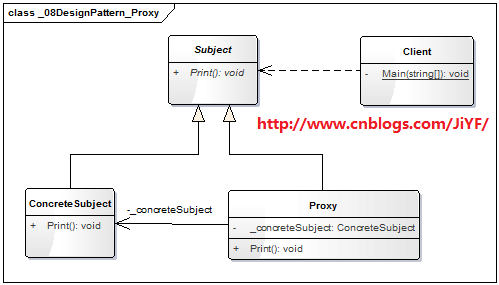 class _08DesignPattern_Proxy
Subject
+ Print(): void
Client
- Main(string[]): void
http://www.cnblogs.com/JiYF/
ConcreteSubject
+ Print(): void
-_concreteSubject
Proxy
- _concreteSubject: ConcreteSubject
+ Print(): void